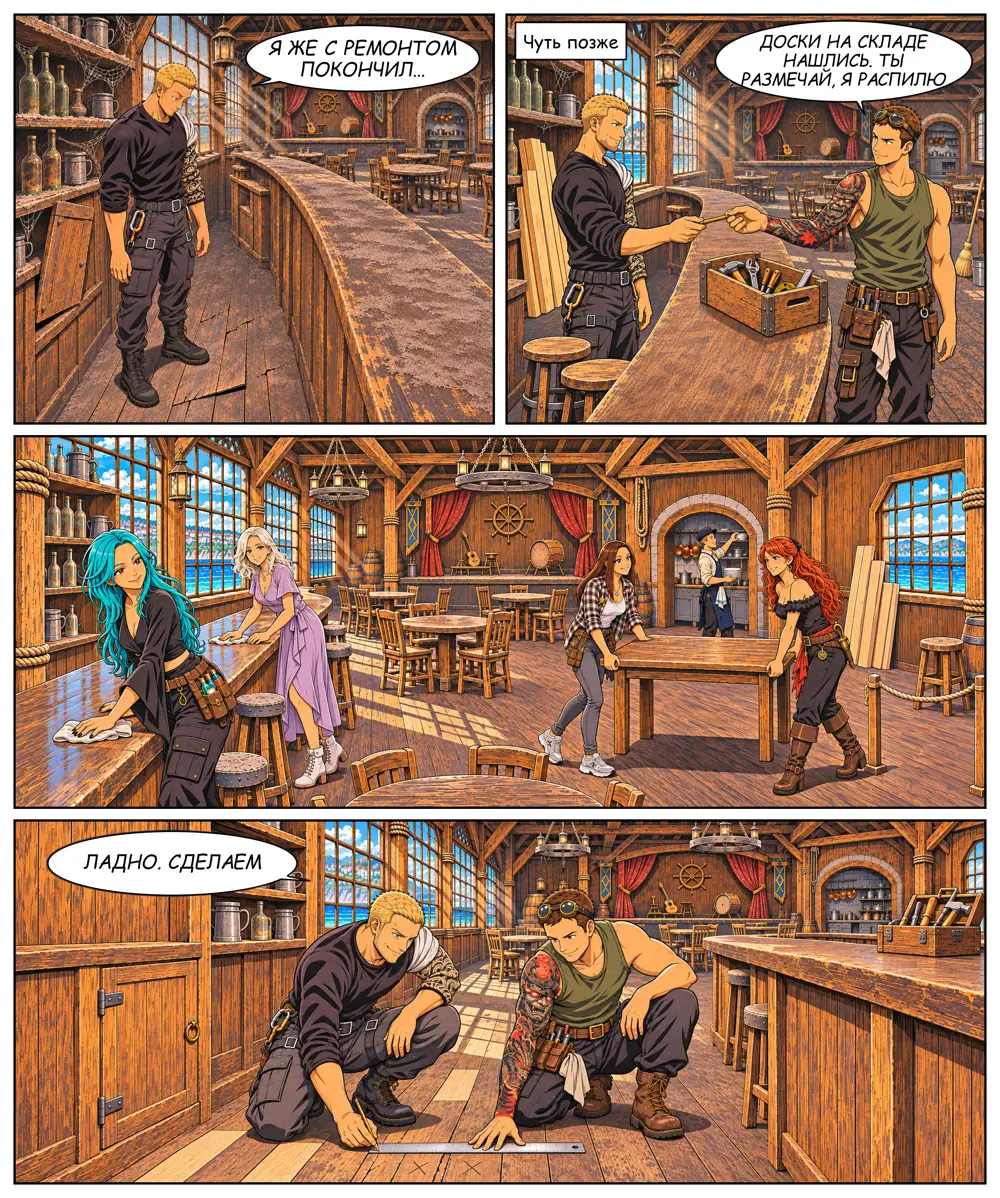 Я ЖЕ С РЕМОНТОМ
ПОКОНЧИЛ...
Чуть позже
ДОСКИ НА СКЛАДЕ
НАШЛИСЬ. ТЫ
РАЗМЕЧАЙ, Я РАСПИЛЮ
ЛАДНО. СДЕЛАЕМ